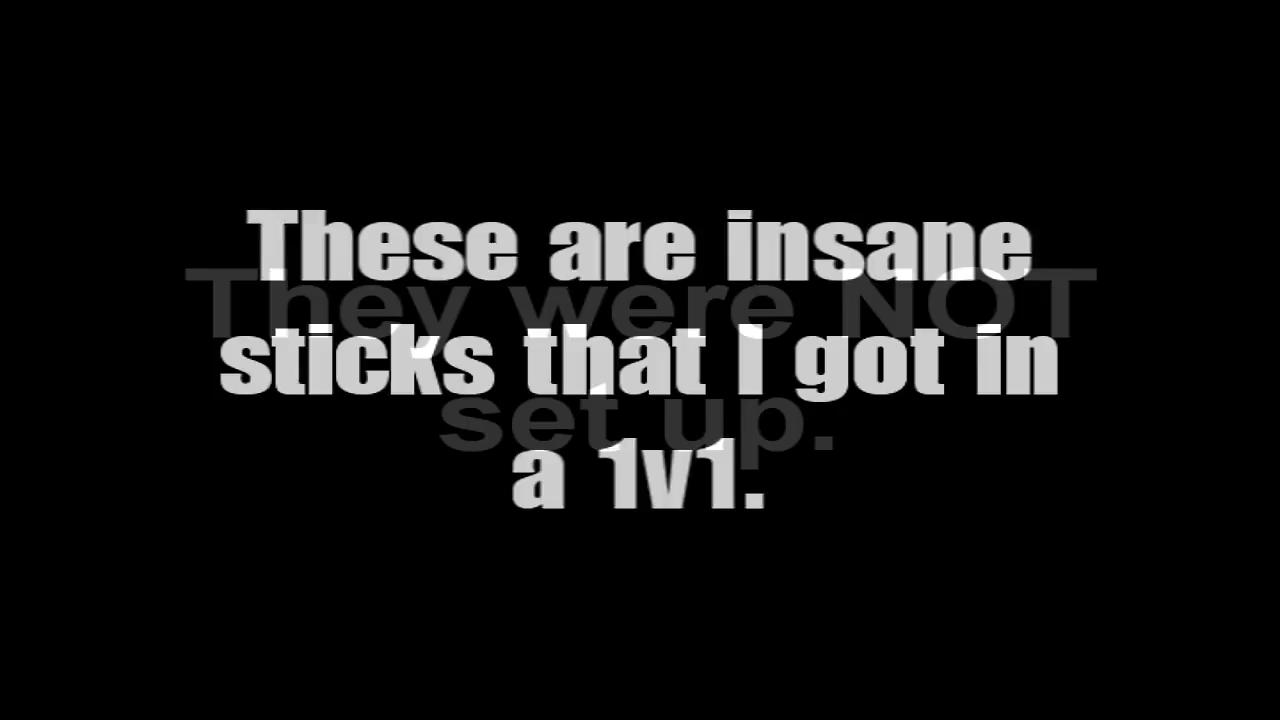 These are insane
sticks that I got in
a 1v1.
They were NOT
set up.